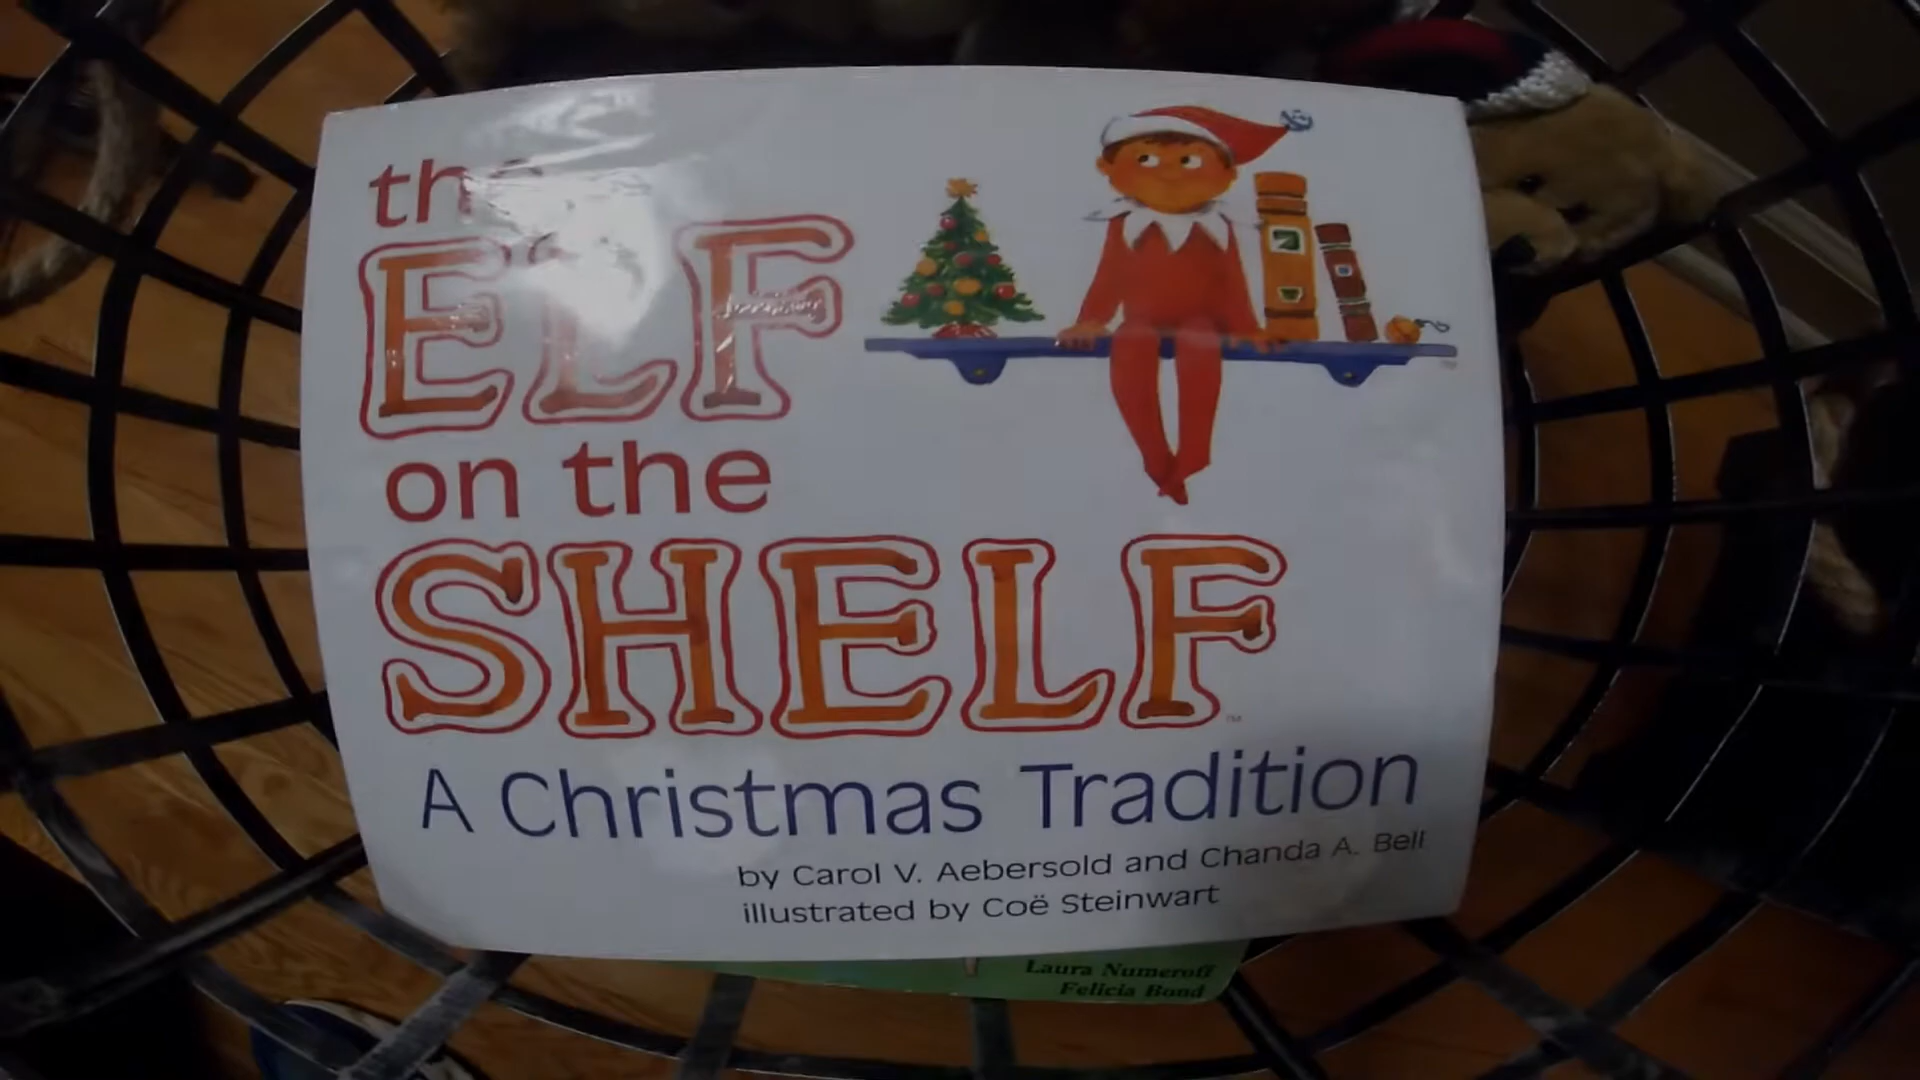 the
ELF
on the
SHELF™
A Christmas Tradition
by Carol V. Aebersold and Chanda A. Bell
illustrated by Coë Steinwart
Laura Numeroff
Felicia Bond